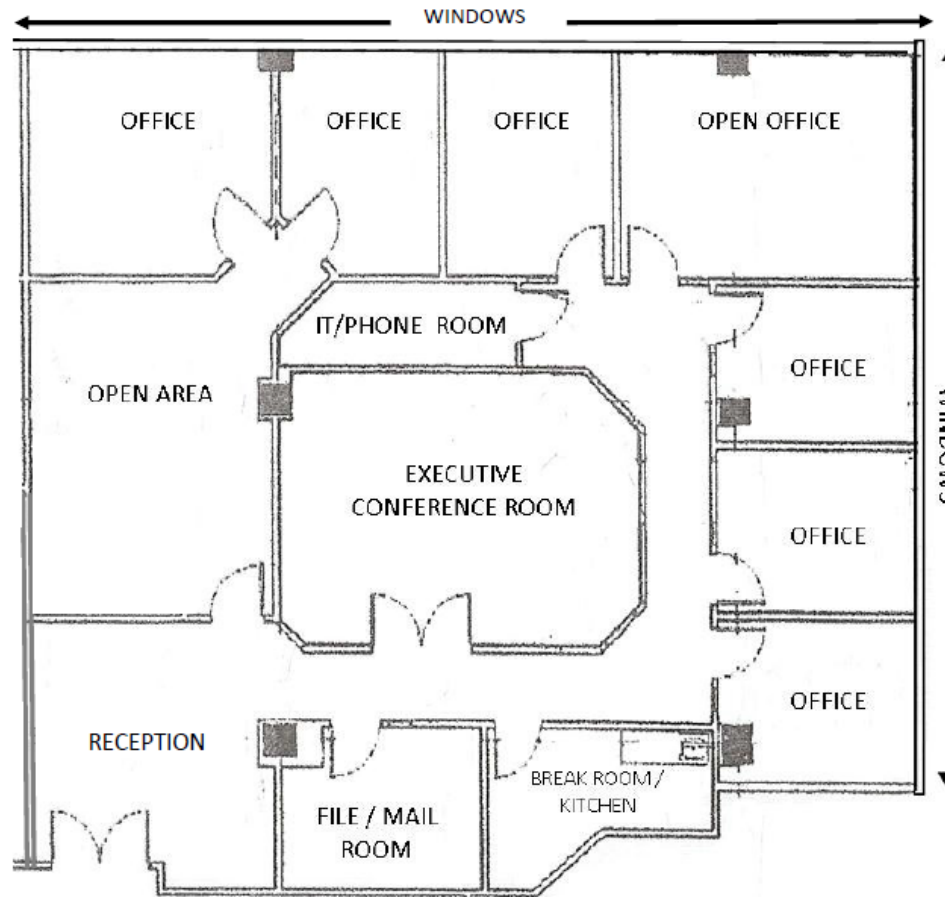 WINDOWS
OFFICE
OFFICE
OFFICE
OPEN OFFICE
IT/PHONE ROOM
OFFICE
OPEN AREA
WINDOWS
EXECUTIVE
CONFERENCE ROOM
OFFICE
OFFICE
RECEPTION
BREAK ROOM /
KITCHEN
FILE / MAIL
ROOM